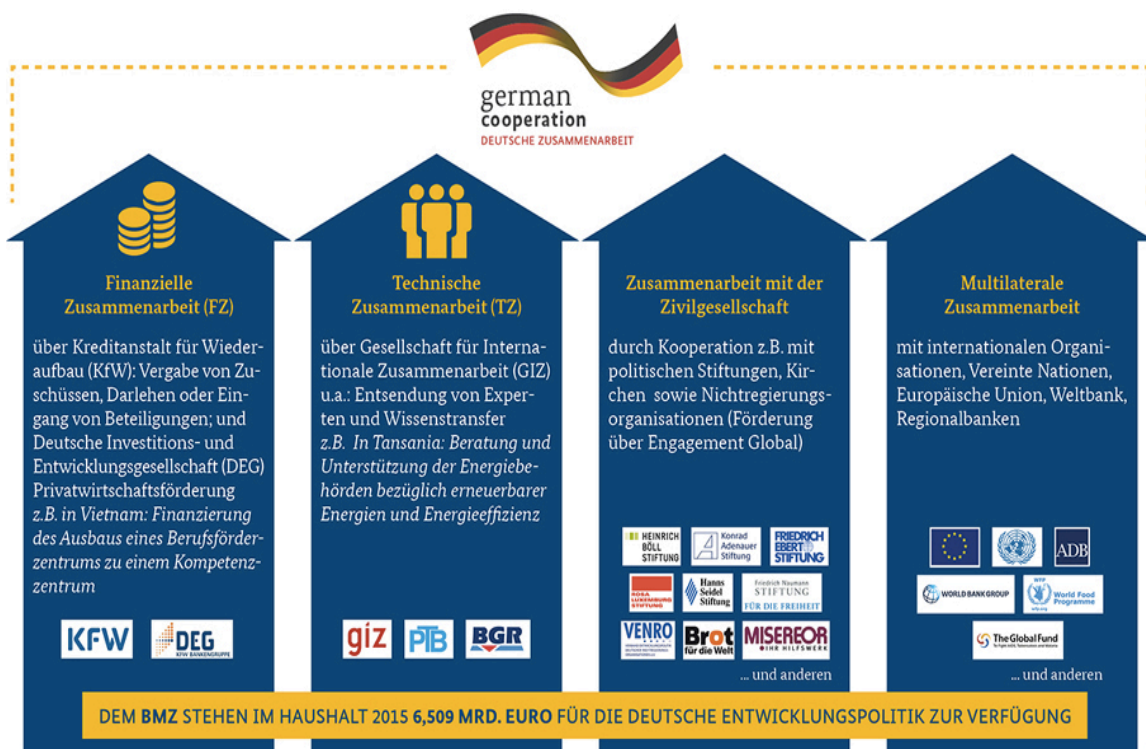 german
cooperation
DEUTSCHE ZUSAMMENARBEIT
Finanzielle
Zusammenarbeit (FZ)
über Kreditanstalt für Wieder-
aufbau (KfW): Vergabe von Zu-
schüssen, Darlehen oder Ein-
gang von Beteiligungen; und
Deutsche Investitions- und
Entwicklungsgesellschaft (DEG)
Privatwirtschaftsförderung
z.B. in Vietnam: Finanzierung
des Ausbaus eines Berufsförder-
zentrums zu einem Kompetenz-
zentrum
KFW
DEG
KFW BANKENGRUPPE
Technische
Zusammenarbeit (TZ)
über Gesellschaft für Interna-
tionale Zusammenarbeit (GIZ)
u.a.: Entsendung von Exper-
ten und Wissenstransfer
z.B. In Tansania: Beratung und
Unterstützung der Energiebe-
hörden bezüglich erneuerbarer
Energien und Energieeffizienz
giz
PTB
BGR
Zusammenarbeit mit der
Zivilgesellschaft
durch Kooperation z.B. mit
politischen Stiftungen, Kir-
chen sowie Nichtregierungs-
organisationen (Förderung
über Engagement Global)
HEINRICH
BÖLL
STIFTUNG
Konrad
Adenauer
Stiftung
FRIEDRICH
EBERT
STIFTUNG
ROSA
LUXEMBURG
STIFTUNG
Hanns
Seidel
Stiftung
Friedrich Naumann
STIFTUNG
FÜR DIE FREIHEIT
VENRO
Brot
für die Welt
MISEREOR
IHR HILFSWERK
... und anderen
Multilaterale
Zusammenarbeit
mit internationalen Organi-
sationen, Vereinte Nationen,
Europäische Union, Weltbank,
Regionalbanken
ADB
WORLD BANK GROUP
WFP
wfp.org
World Food
Programme
The Global Fund
To Fight AIDS, Tuberculosis and Malaria
... und anderen
DEM BMZ STEHEN IM HAUSHALT 2015 6,509 MRD. EURO FÜR DIE DEUTSCHE ENTWICKLUNGSPOLITIK ZUR VERFÜGUNG